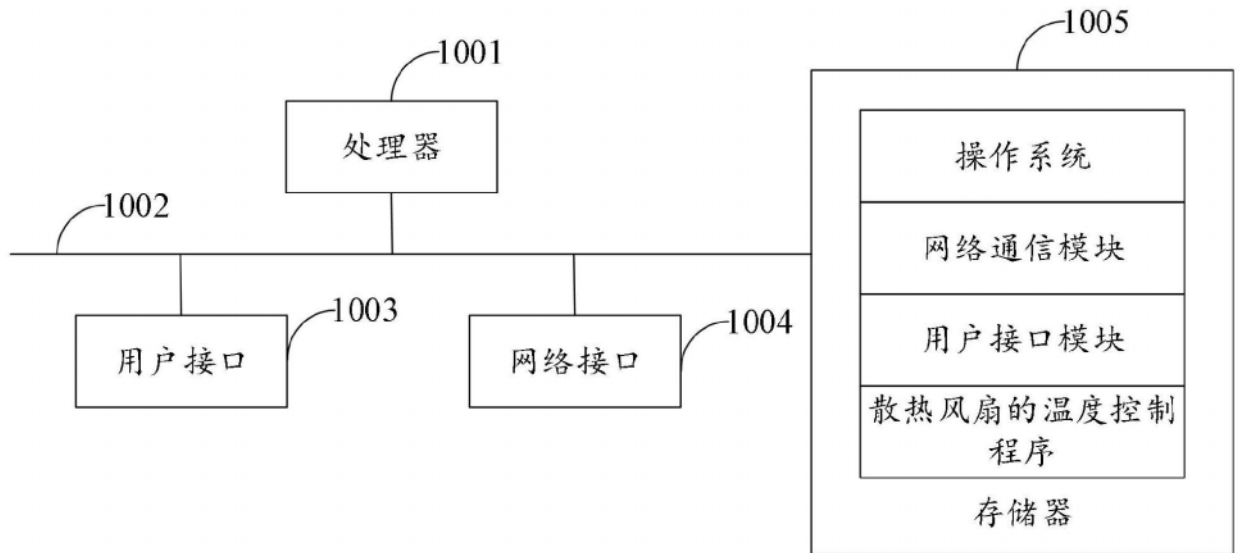 1005
1001
处理器
操作系统
1002
网络通信模块
1003
用户接口
1004
网络接口
用户接口模块
散热风扇的温度控制
程序
存储器